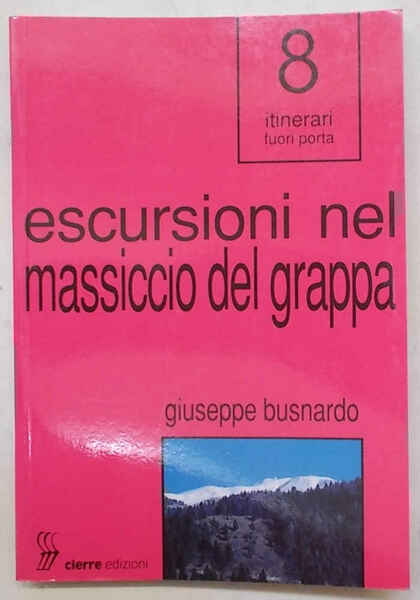 8
itinerari
fuori porta
escursioni nel
massiccio del grappa
giuseppe busnardo
cierre edizioni